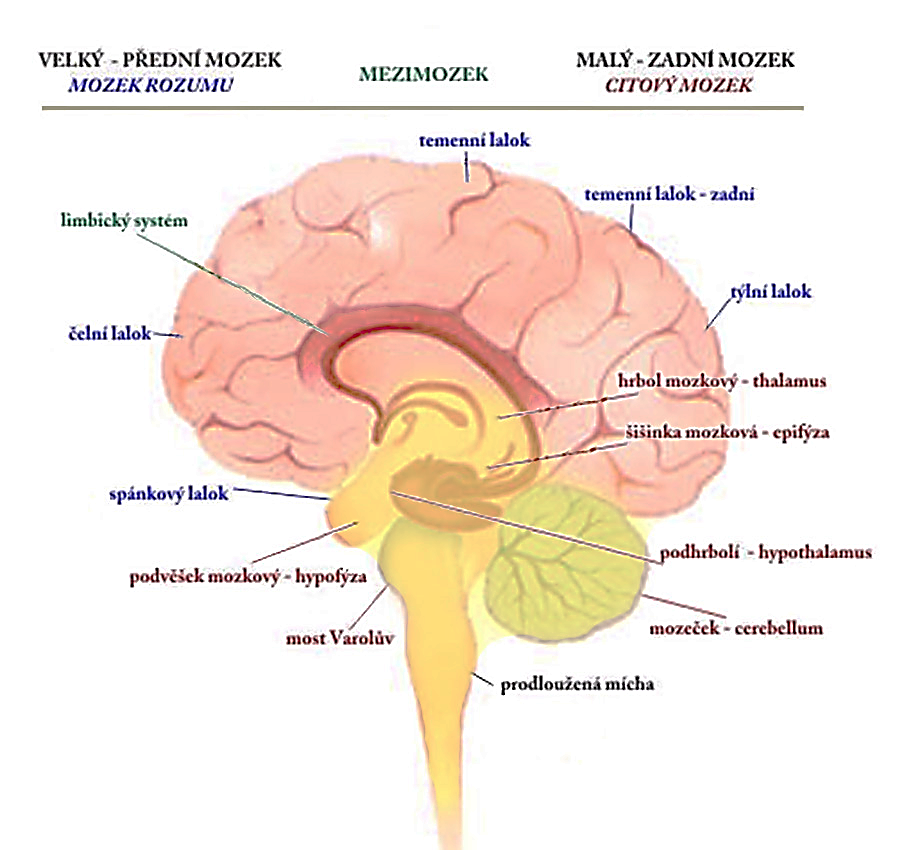 VELKÝ - PŘEDNÍ MOZEK
MOZEK ROZUMU
MEZIMOZEK
MALÝ - ZADNÍ MOZEK
CITOVÝ MOZEK
temenní lalok
temenní lalok - zadní
limbický systém
týlní lalok
čelní lalok
hrbol mozkový - thalamus
šišinka mozková - epifýza
spánkový lalok
podhrbolí - hypothalamus
podvěšek mozkový - hypofýza
mozeček - cerebellum
most Varolův
prodloužená mícha